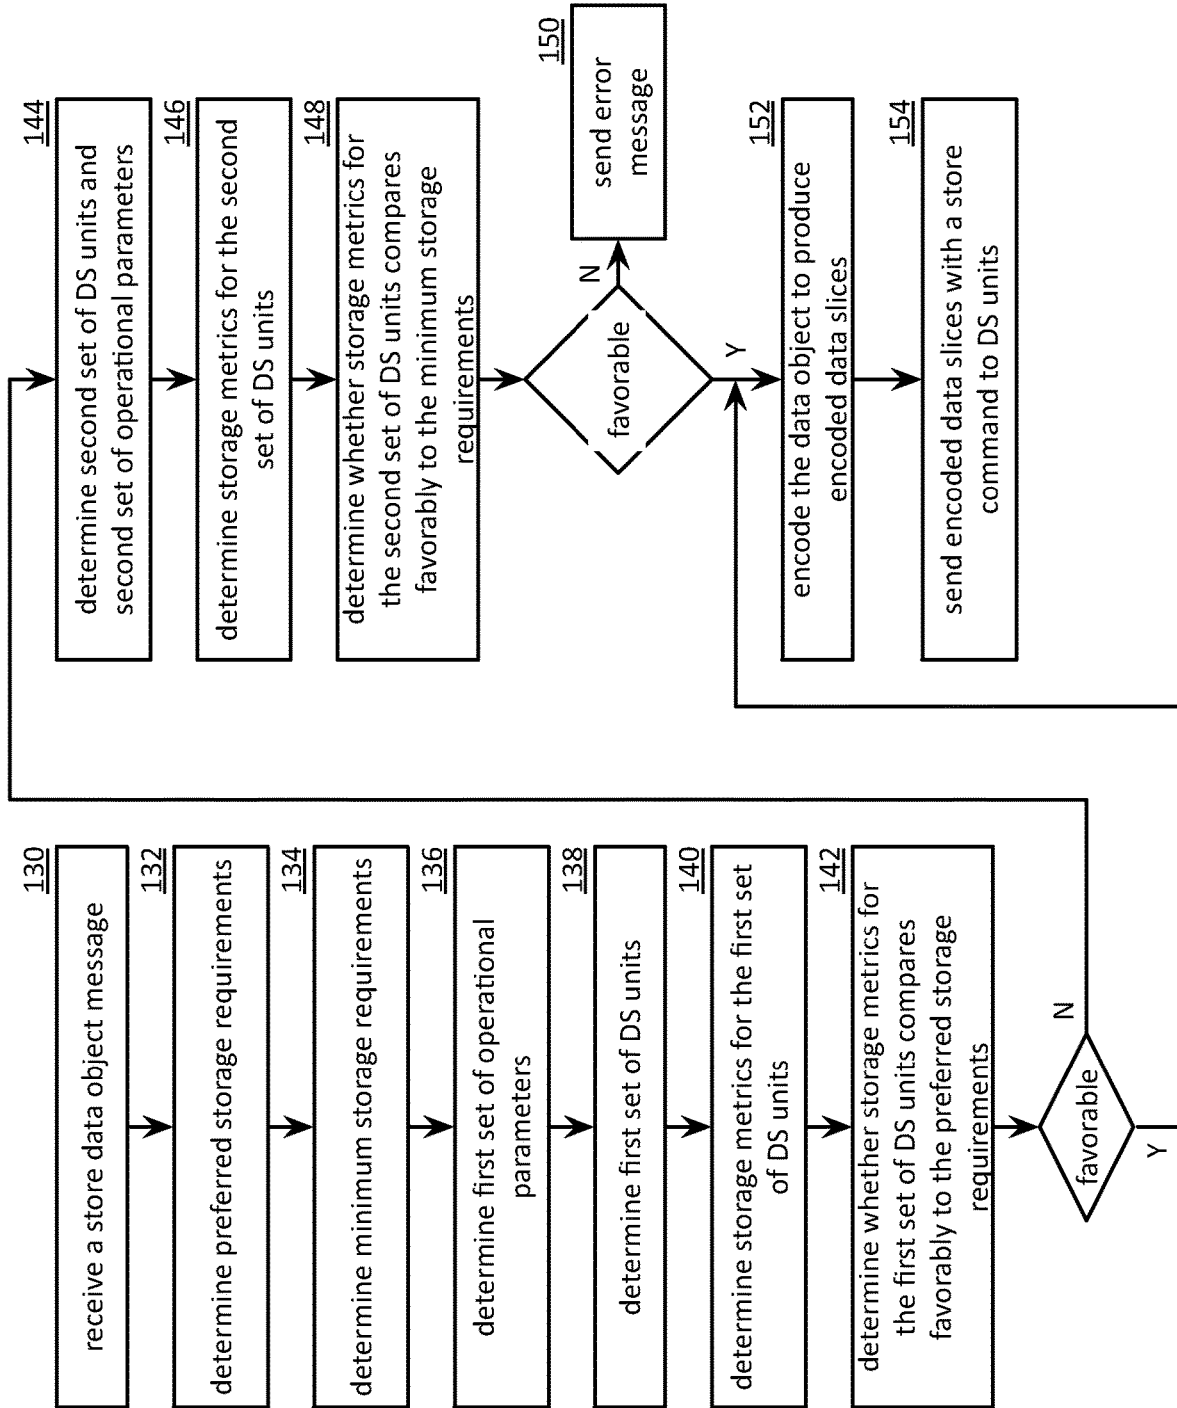 130
receive a store data object message
132
determine preferred storage requirements
134
determine minimum storage requirements
136
determine first set of operational
parameters
138
determine first set of DS units
140
determine storage metrics for the first set
of DS units
142
determine whether storage metrics for
the first set of DS units compares
favorably to the preferred storage
requirements
favorable
N
Y
144
determine second set of DS units and
second set of operational parameters
146
determine storage metrics for the second
set of DS units
148
determine whether storage metrics for
the second set of DS units compares
favorably to the minimum storage
requirements
favorable
N
Y
150
send error
message
152
encode the data object to produce
encoded data slices
154
send encoded data slices with a store
command to DS units